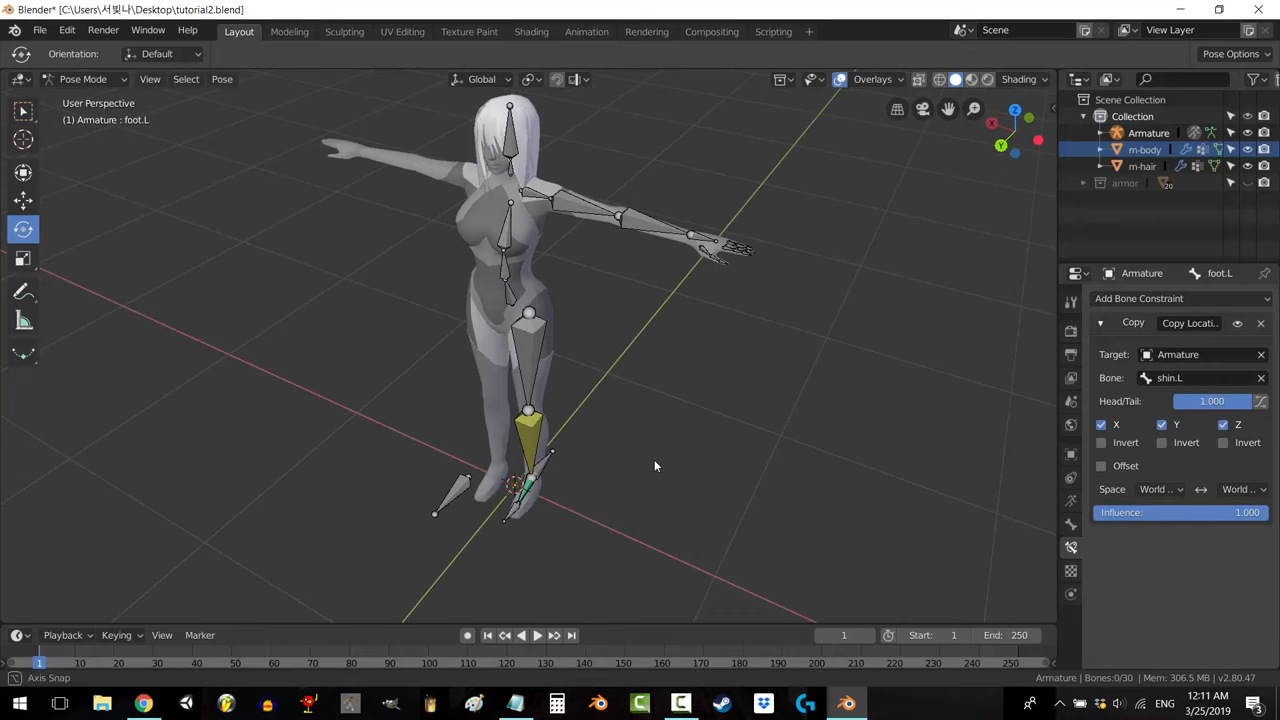 Blender* [C:\Users\서빛나\Desktop\tutorial2.blend]
File Edit Render Window Help
Layout Modeling Sculpting UV Editing Texture Paint Shading Animation Rendering Compositing Scripting +
Scene
View Layer
Orientation: Default
Pose Options
Pose Mode View Select Pose
Global
Overlays
Shading
User Perspective
(1) Armature : foot.L
Z
X
Y
Scene Collection
Collection
Armature
m-body
m-hair
armor
20
Armature
foot.L
Add Bone Constraint
Copy
Copy Locati..
Target: Armature
Bone: shin.L
Head/Tail: 1.000
X Y Z
Invert Invert Invert
Offset
Space World .. World ..
Influence: 1.000
Playback Keying View Marker
1
Start: 1
End: 250
1 10 20 30 40 50 60 70 80 90 100 110 120 130 140 150 160 170 180 190 200 210 220 230 240 250
Axis Snap
Armature | Bones:0/30 | Mem: 306.5 MB | v2.80.47
ENG
12:11 AM
3/25/2019
3